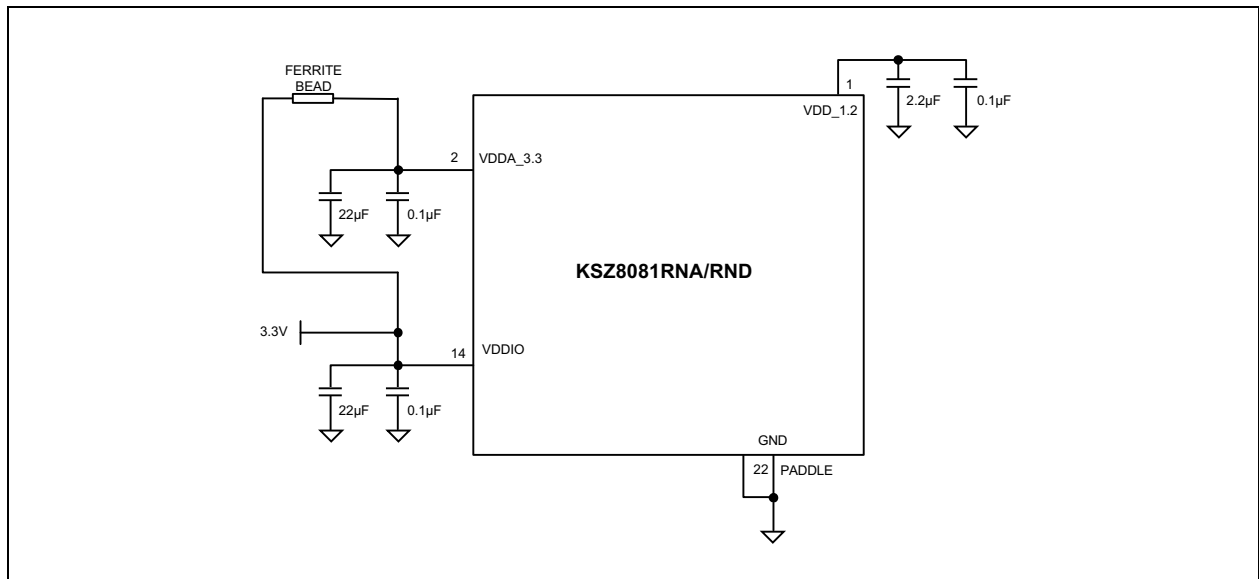 FERRITE
BEAD
1
VDD_1.2
2.2µF
0.1µF
2
VDDA_3.3
22µF
0.1µF
KSZ8081RNA/RND
3.3V
14
VDDIO
22µF
0.1µF
GND
22
PADDLE